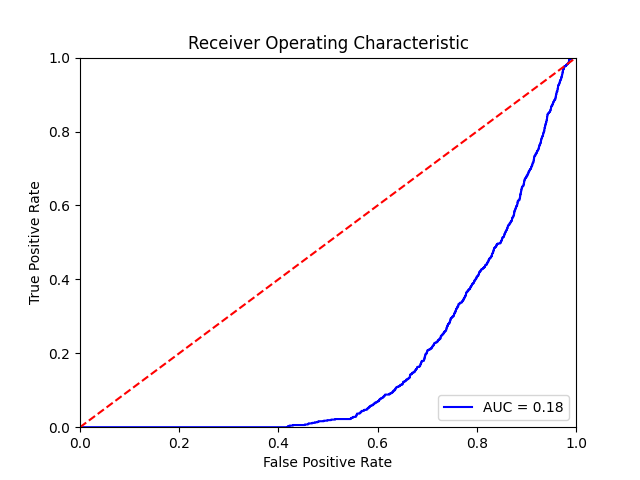 Receiver Operating Characteristic
1.0
0.8
0.6
0.4
0.2
0.0
True Positive Rate
AUC = 0.18
0.0 0.2 0.4 0.6 0.8 1.0
False Positive Rate